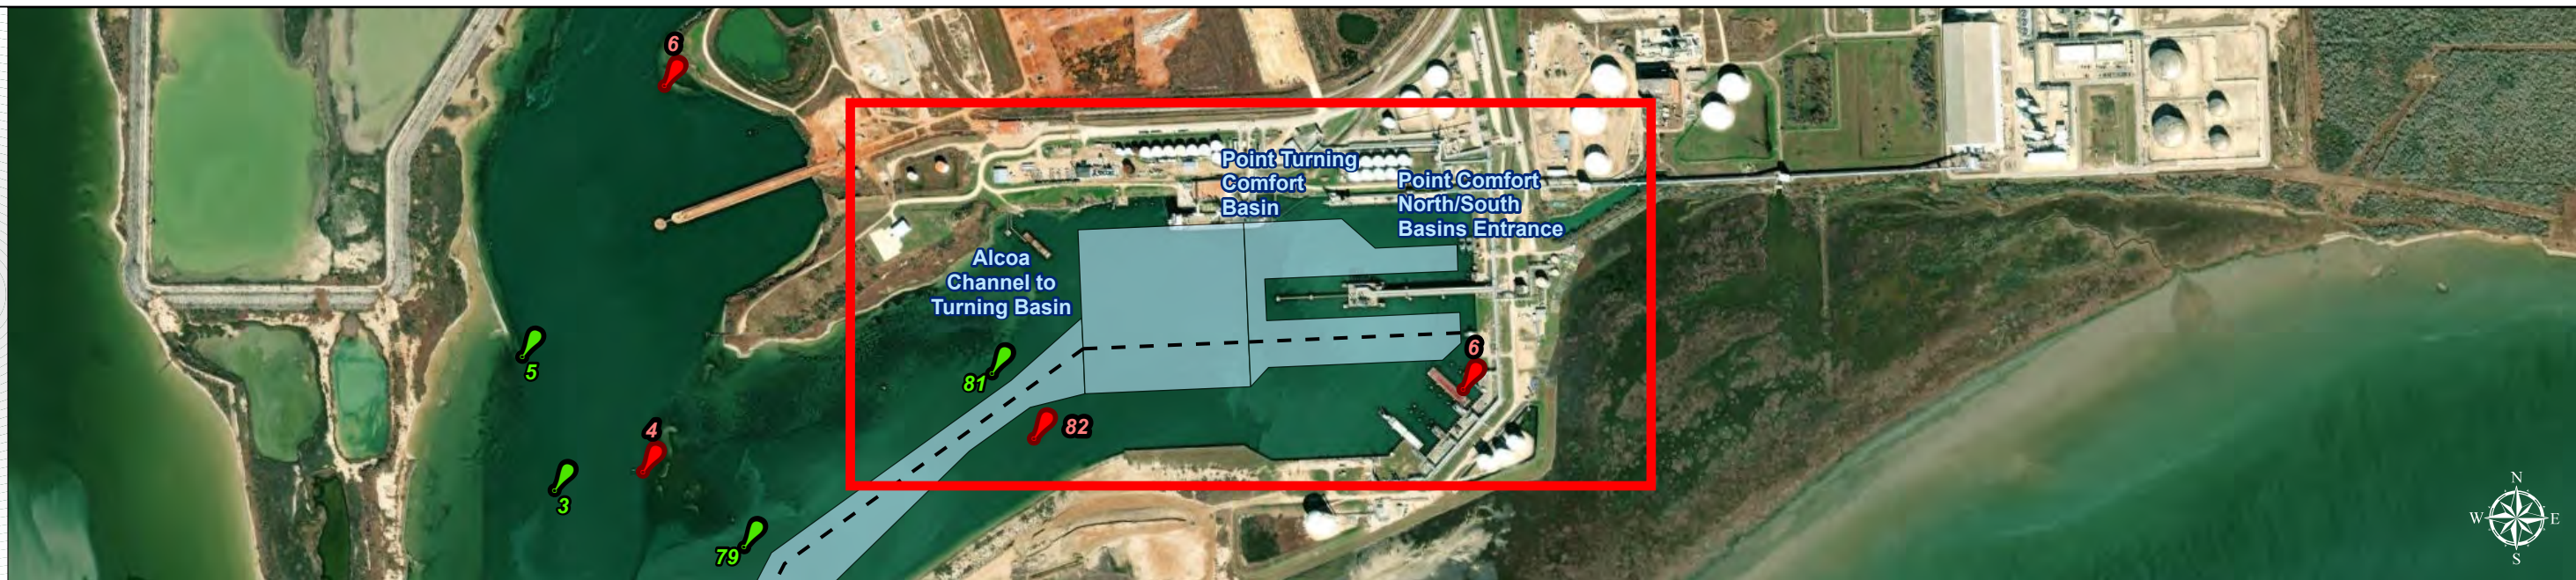 6
Point Turning
Comfort
Basin
Point Comfort
North/South
Basins Entrance
Alcoa
Channel to
Turning Basin
5
81
6
4
82
3
79
N
W
E
S